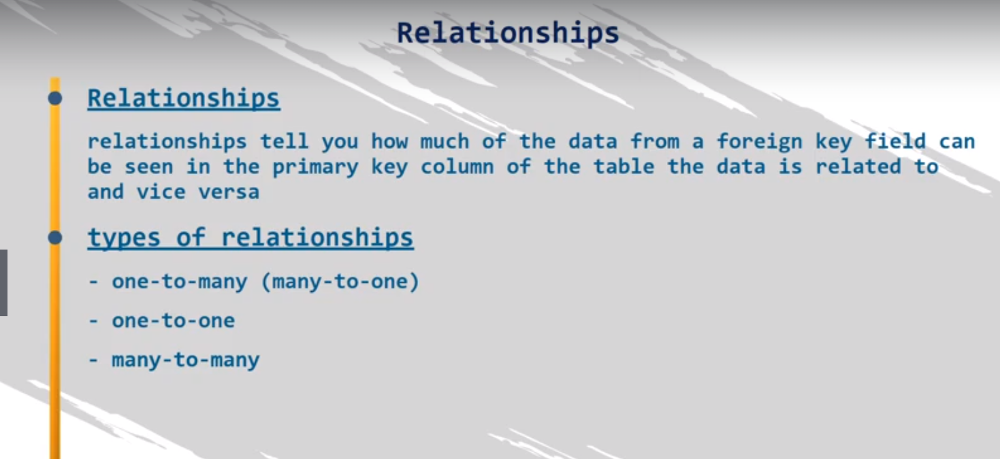 Relationships
Relationships
relationships tell you how much of the data from a foreign key field can
be seen in the primary key column of the table the data is related to
and vice versa
types of relationships
- one-to-many (many-to-one)
- one-to-one
- many-to-many